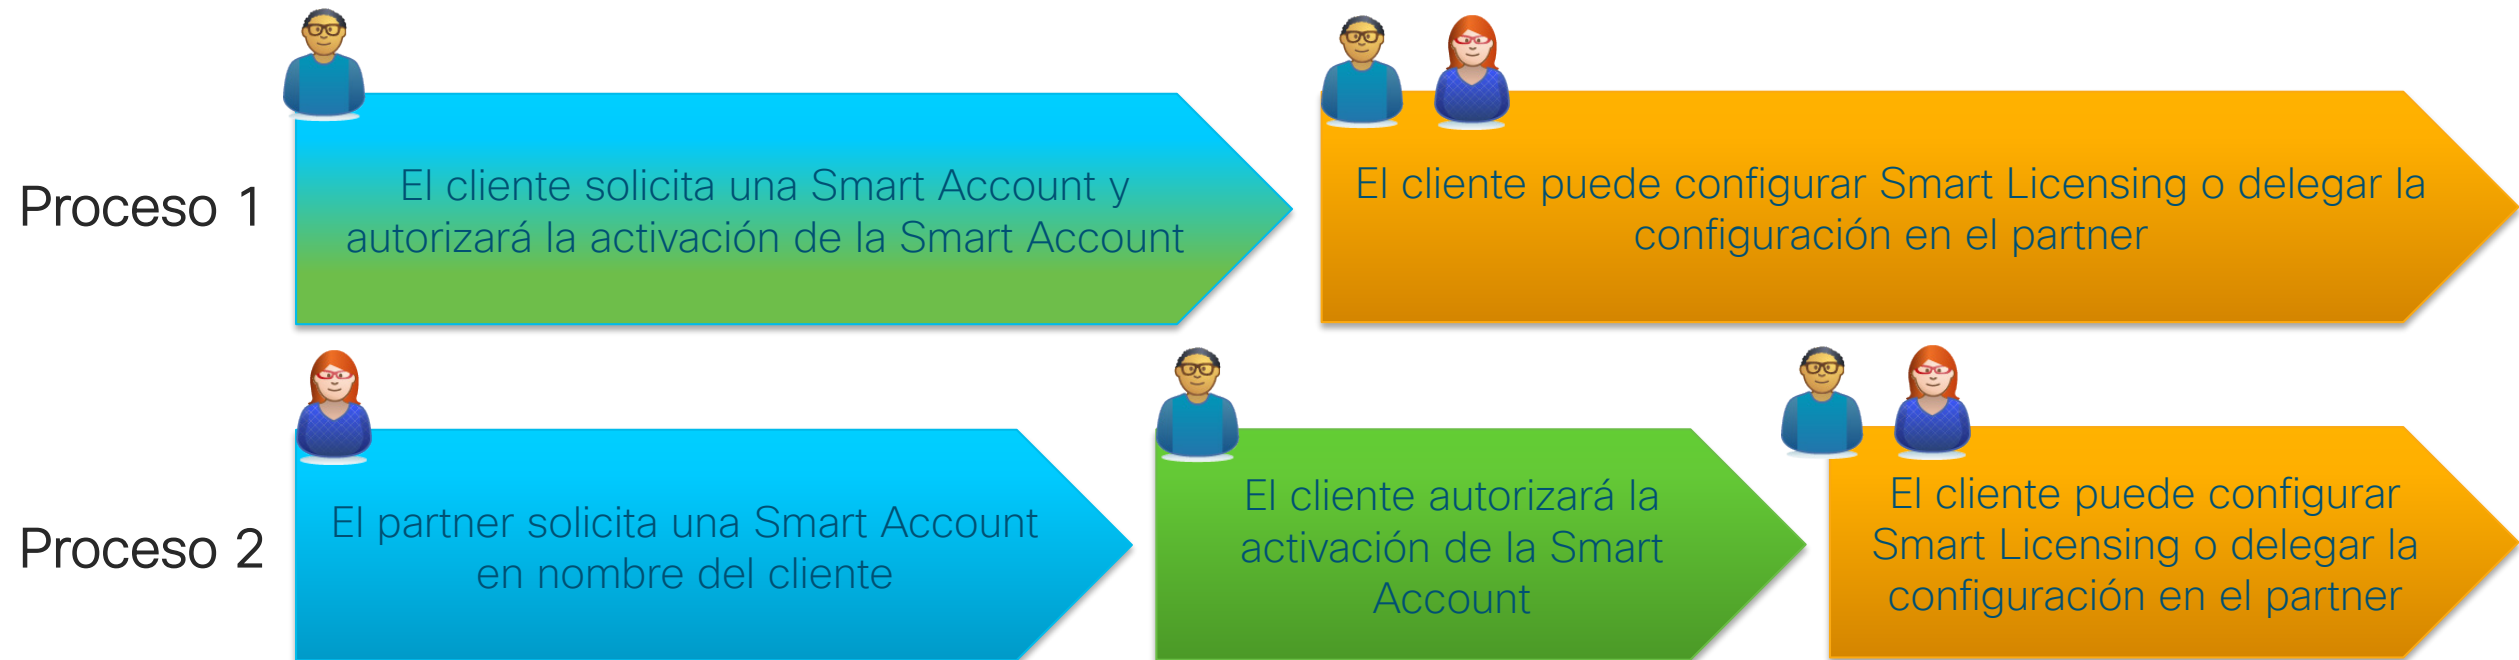 Proceso 1
El cliente solicita una Smart Account y
autorizará la activación de la Smart Account
El cliente puede configurar Smart Licensing o delegar la
configuración en el partner
Proceso 2
El partner solicita una Smart Account
en nombre del cliente
El cliente autorizará la
activación de la Smart
Account
El cliente puede configurar
Smart Licensing o delegar la
configuración en el partner